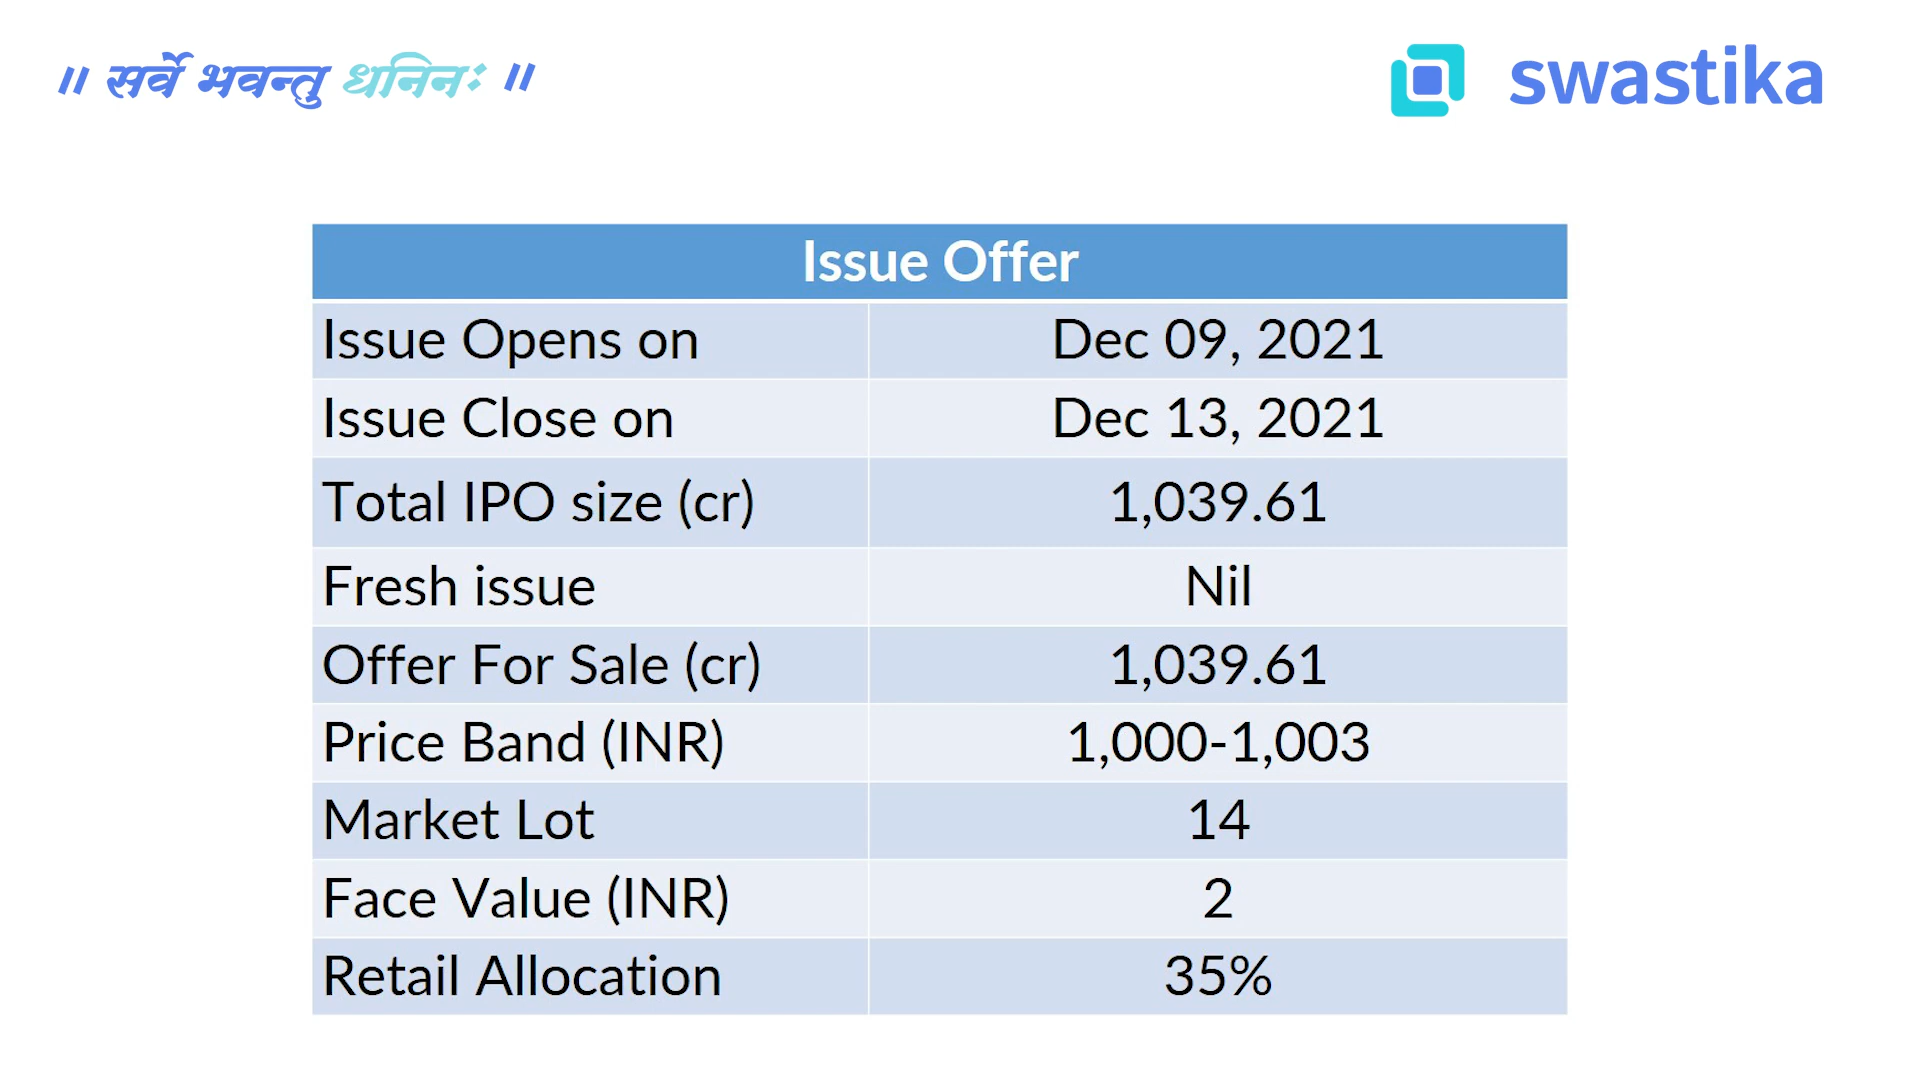 ॥ सर्वे भवन्तु धनिनः ॥
swastika
Issue Offer
Issue Opens on Dec 09, 2021
Issue Close on Dec 13, 2021
Total IPO size (cr) 1,039.61
Fresh issue Nil
Offer For Sale (cr) 1,039.61
Price Band (INR) 1,000-1,003
Market Lot 14
Face Value (INR) 2
Retail Allocation 35%